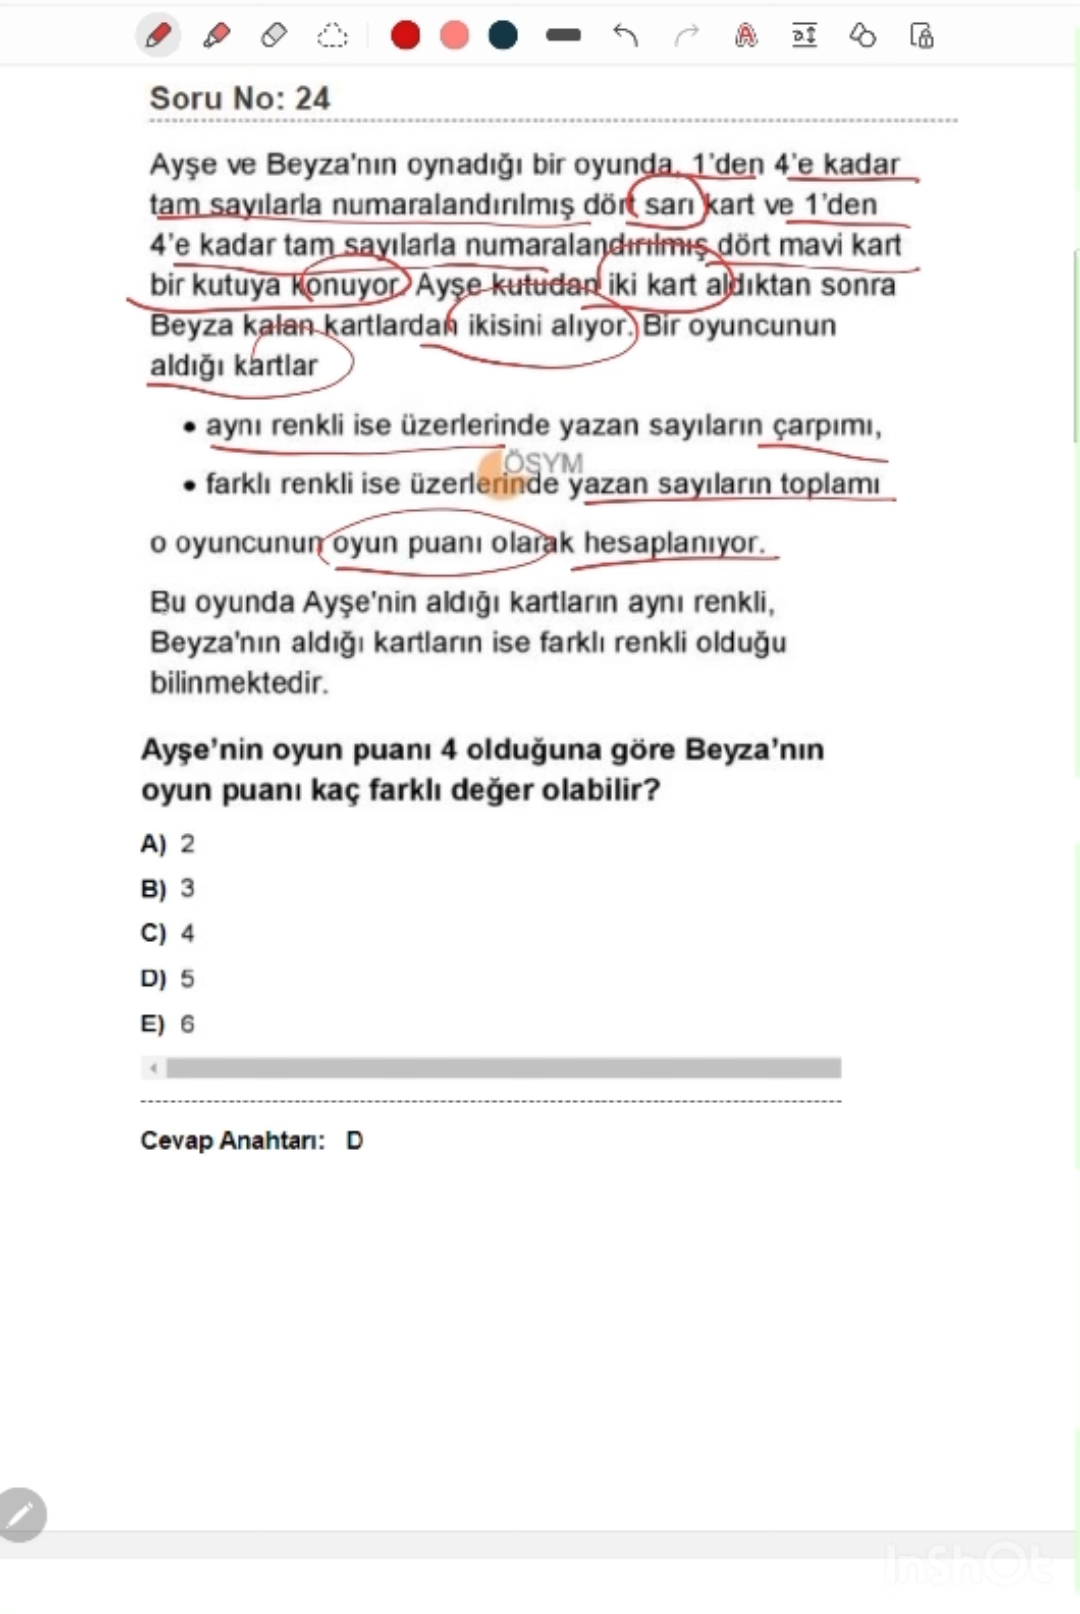 Soru No: 24
Ayşe ve Beyza'nın oynadığı bir oyunda, 1'den 4'e kadar
tam sayılarla numaralandırılmış dört sarı kart ve 1'den
4'e kadar tam sayılarla numaralandırılmış dört mavi kart
bir kutuya konuyor. Ayşe kutudan iki kart aldıktan sonra
Beyza kalan kartlardan ikisini alıyor. Bir oyuncunun
aldığı kartlar
• aynı renkli ise üzerlerinde yazan sayıların çarpımı,
ÖSYM
• farklı renkli ise üzerlerinde yazan sayıların toplamı
o oyuncunun oyun puanı olarak hesaplanıyor.
Bu oyunda Ayşe'nin aldığı kartların aynı renkli,
Beyza'nın aldığı kartların ise farklı renkli olduğu
bilinmektedir.
Ayşe'nin oyun puanı 4 olduğuna göre Beyza'nın
oyun puanı kaç farklı değer olabilir?
A) 2
B) 3
C) 4
D) 5
E) 6
Cevap Anahtarı: D
InShOt